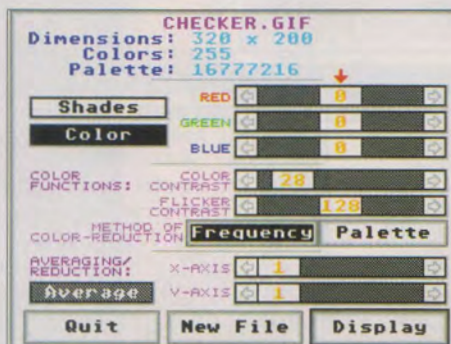 CHECKER.GIF
Dimensions: 320 x 200
Colors: 255
Palette: 16777216
Shades
Color
RED 0
GREEN 0
BLUE 0
COLOR FUNCTIONS:
COLOR CONTRAST 28
FLICKER CONTRAST 128
METHOD OF COLOR-REDUCTION Frequency Palette
AVERAGING/REDUCTION:
Average
X-AXIS 1
Y-AXIS 1
Quit New File Display